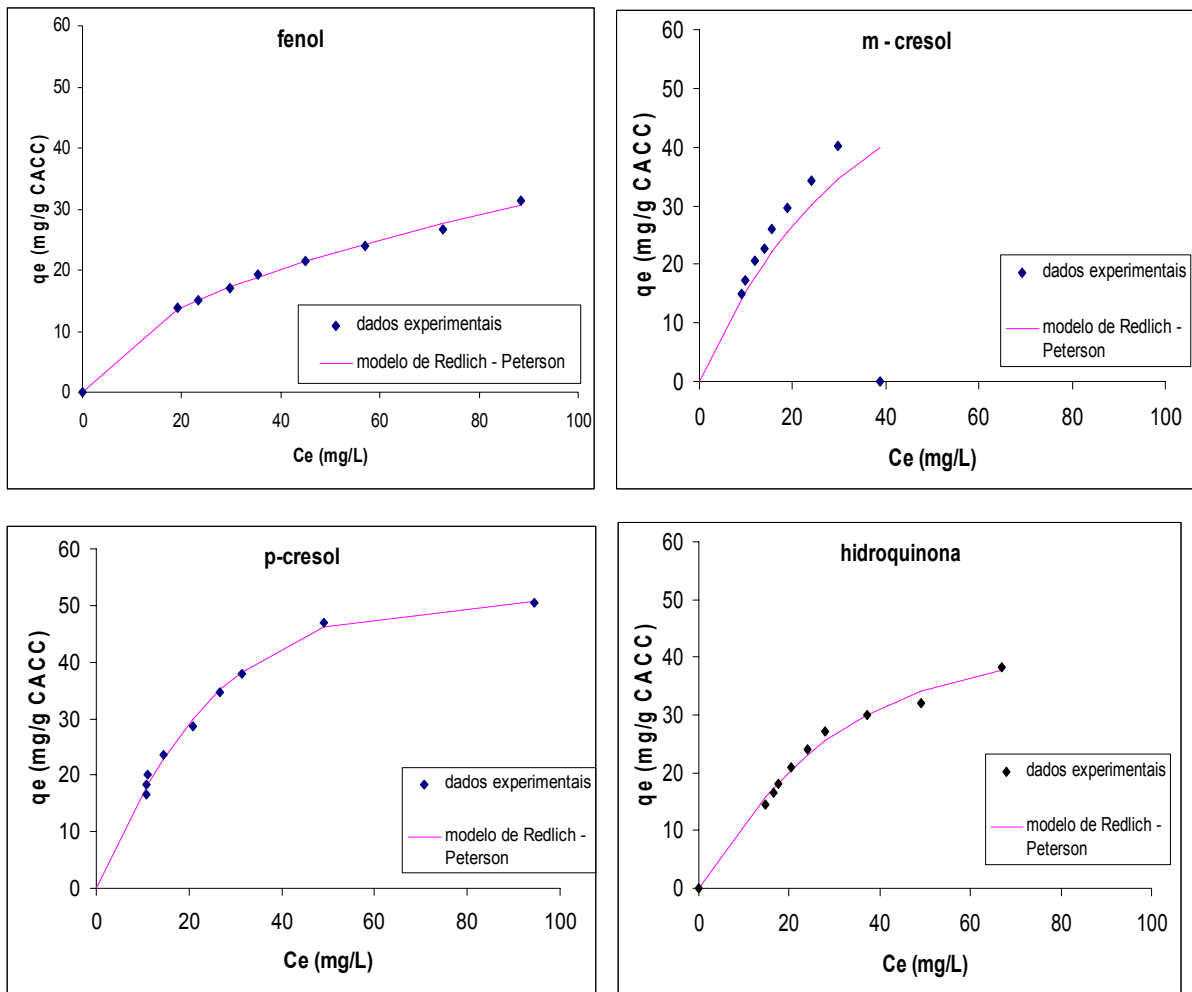 fenol
60
50
40
30
20
10
0
qe (mg/g CACC)
dados experimentais
modelo de Redlich - Peterson
0 20 40 60 80 100
Ce (mg/L)
m - cresol
60
50
40
30
20
10
0
qe (mg/g CACC)
dados experimentais
modelo de Redlich -
Peterson
0 20 40 60 80 100
Ce (mg/L)
p-cresol
60
50
40
30
20
10
0
qe (mg/g CACC)
dados experimentais
modelo de Redlich -
Peterson
0 20 40 60 80 100
Ce (mg/L)
hidroquinona
60
50
40
30
20
10
0
qe (mg/g CACC)
dados experimentais
modelo de Redlich -
Peterson
0 20 40 60 80 100
Ce (mg/L)